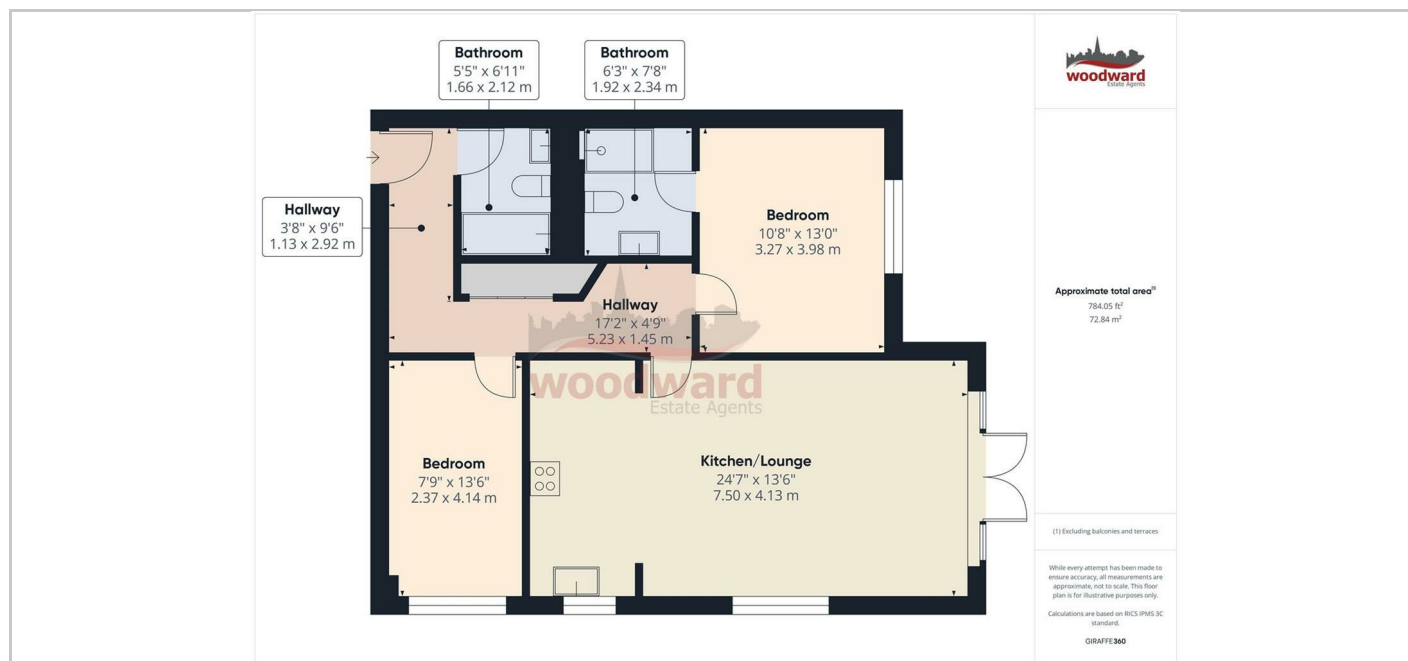 Bathroom
5'5" x 6'11"
1.66 x 2.12 m
Bathroom
6'3" x 7'8"
1.92 x 2.34 m
Hallway
3'8" x 9'6"
1.13 x 2.92 m
Bedroom
10'8" x 13'0"
3.27 x 3.98 m
Hallway
17'2" x 4'9"
5.23 x 1.45 m
woodward
Estate Agents
Bedroom
7'9" x 13'6"
2.37 x 4.14 m
Kitchen/Lounge
24'7" x 13'6"
7.50 x 4.13 m
woodward
Estate Agents
Approximate total area⁽¹⁾
784.05 ft²
72.84 m²
(1) Excluding balconies and terraces
While every attempt has been made to
ensure accuracy, all measurements are
approximate, not to scale. This floor
plan is for illustrative purposes only.
Calculations are based on RICS IPMS 3C
standard.
GIRAFFE360